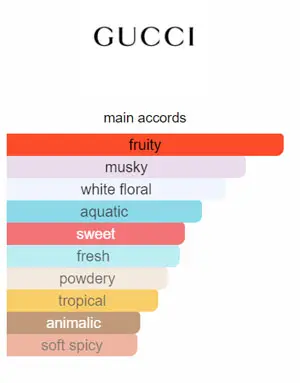 GUCCI
main accords
fruity
musky
white floral
aquatic
sweet
fresh
powdery
tropical
animalic
soft spicy